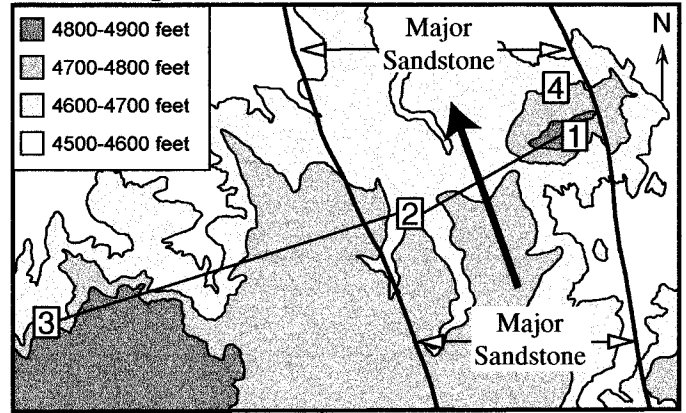 4800-4900 feet
4700-4800 feet
4600-4700 feet
4500-4600 feet
Major
Sandstone
N
4
1
2
3
Major
Sandstone